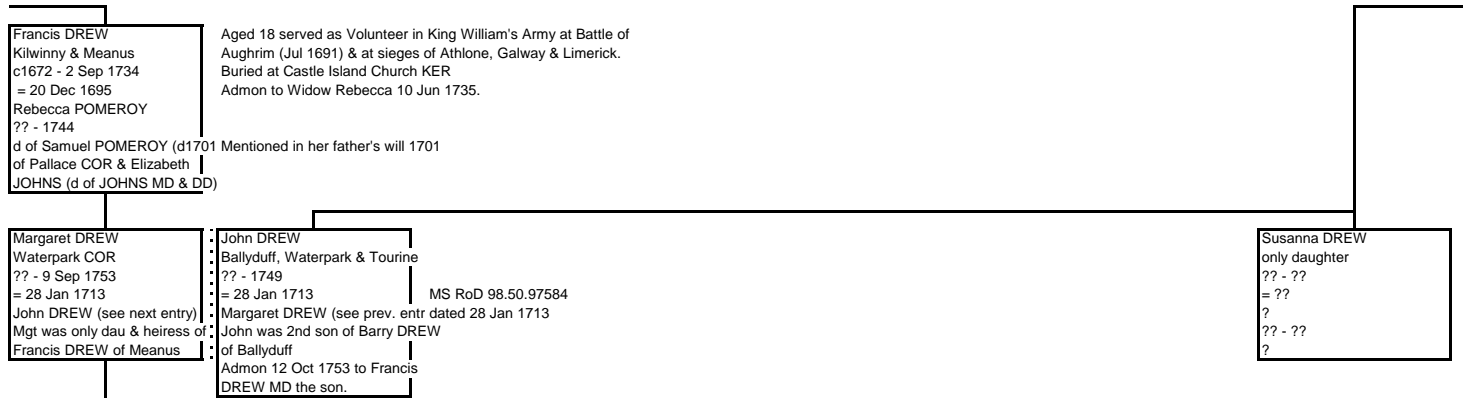 Francis DREW
Kilwinny & Meanus
c1672 - 2 Sep 1734
= 20 Dec 1695
Rebecca POMEROY
?? - 1744
d of Samuel POMEROY (d1701
of Pallace COR & Elizabeth
JOHNS (d of JOHNS MD & DD)
Aged 18 served as Volunteer in King William's Army at Battle of
Aughrim (Jul 1691) & at sieges of Athlone, Galway & Limerick.
Buried at Castle Island Church KER
Admon to Widow Rebecca 10 Jun 1735.
Mentioned in her father's will 1701
Margaret DREW
Waterpark COR
?? - 9 Sep 1753
= 28 Jan 1713
John DREW (see next entry)
Mgt was only dau & heiress of
Francis DREW of Meanus
John DREW
Ballyduff, Waterpark & Tourine
?? - 1749
= 28 Jan 1713
Margaret DREW (see prev. entr
John was 2nd son of Barry DREW
of Ballyduff
Admon 12 Oct 1753 to Francis
DREW MD the son.
MS RoD 98.50.97584
dated 28 Jan 1713
Susanna DREW
only daughter
?? - ??
= ??
?
?? - ??
?